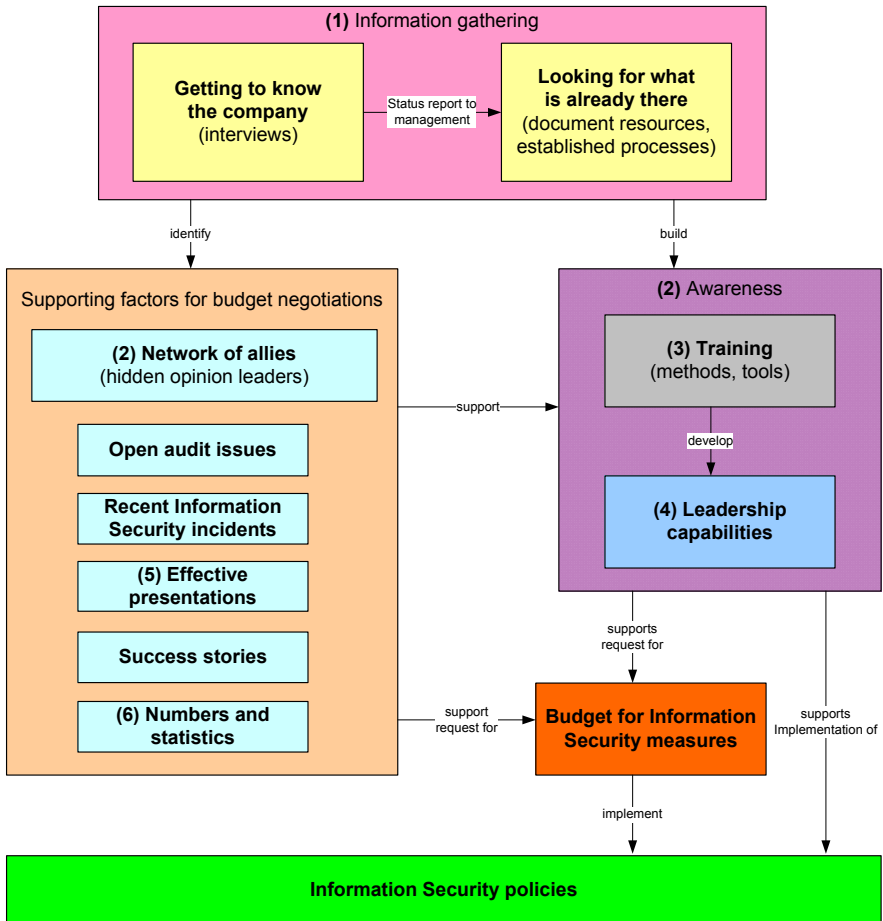 (1) Information gathering
Getting to know
the company
(interviews)
Status report to
management
Looking for what
is already there
(document resources,
established processes)
identify
build
Supporting factors for budget negotiations
(2) Network of allies
(hidden opinion leaders)
Open audit issues
Recent Information
Security incidents
(5) Effective
presentations
Success stories
(6) Numbers and
statistics
support
(2) Awareness
(3) Training
(methods, tools)
develop
(4) Leadership
capabilities
supports
request for
support
request for
Budget for Information
Security measures
supports
Implementation of
implement
Information Security policies